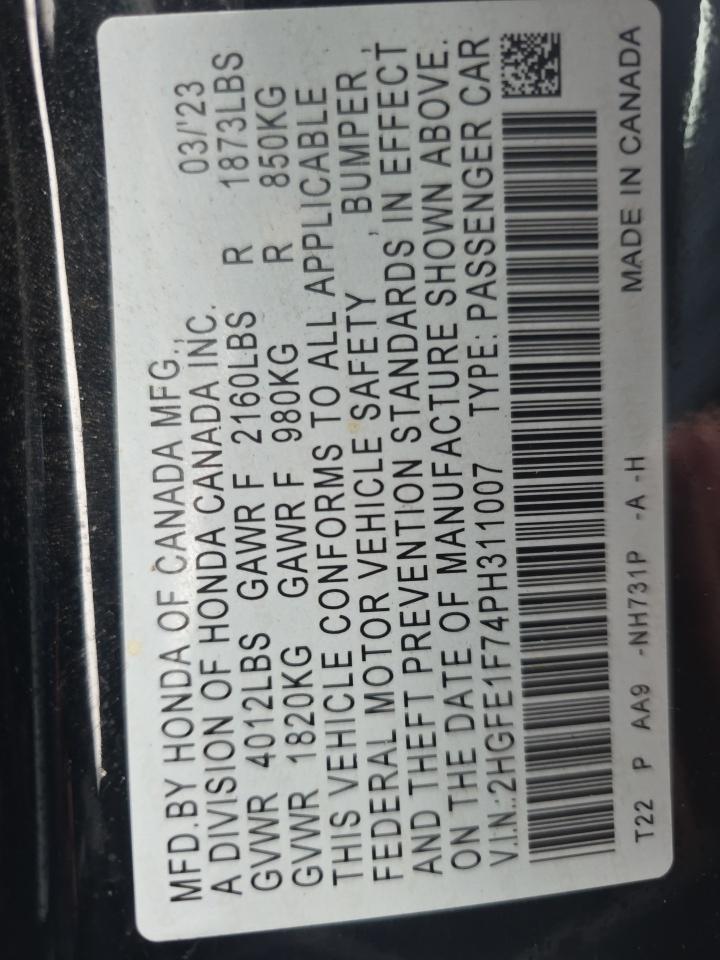 MFD.BY HONDA OF CANADA MFG.,
A DIVISION OF HONDA CANADA INC. 03/'23
GVWR 4012LBS GAWR F 2160LBS R 1873LBS
GVWR 1820KG GAWR F 980KG R 850KG
THIS VEHICLE CONFORMS TO ALL APPLICABLE
FEDERAL MOTOR VEHICLE SAFETY , BUMPER ,
AND THEFT PREVENTION STANDARDS IN EFFECT
ON THE DATE OF MANUFACTURE SHOWN ABOVE.
V.I.N.:2HGFE1F74PH311007 TYPE: PASSENGER CAR
T22 P AA9 -NH731P -A -H MADE IN CANADA